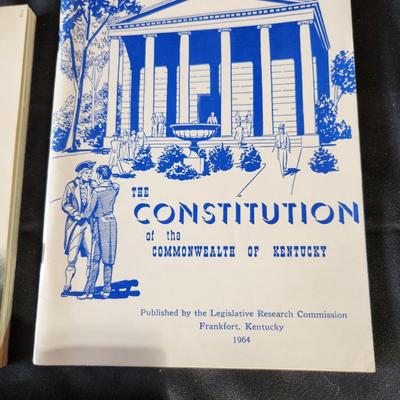 THE
CONSTITUTION
of the
COMMONWEALTH OF KENTUCKY
Published by the Legislative Research Commission
Frankfort, Kentucky
1964